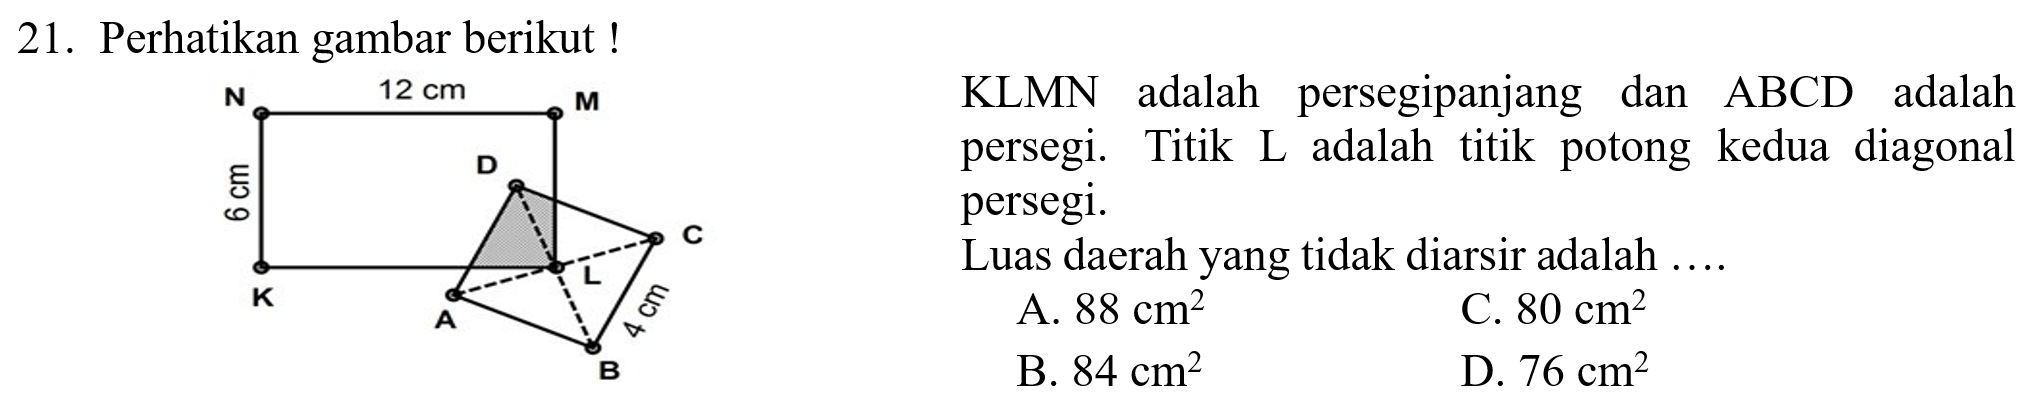 21. Perhatikan gambar berikut !
12 cm
N
M
D
6 cm
C
L
K
A
4 cm
B
KLMN adalah persegipanjang dan ABCD adalah
persegi. Titik L adalah titik potong kedua diagonal
persegi.
Luas daerah yang tidak diarsir adalah ….
A. 88 cm² C. 80 cm²
B. 84 cm² D. 76 cm²